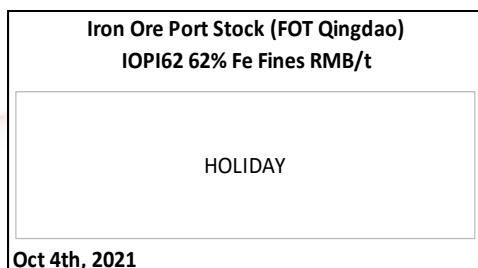 Iron Ore Port Stock (FOT Qingdao)
IOPI62 62% Fe Fines RMB/t
HOLIDAY
Oct 4th, 2021